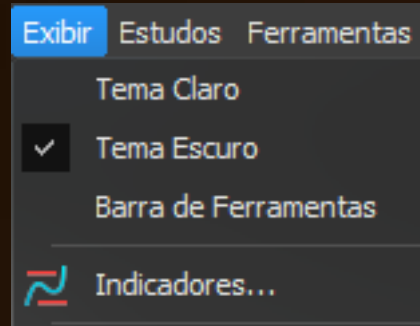 Exibir Estudos Ferramentas
Tema Claro
Tema Escuro
Barra de Ferramentas
Indicadores...